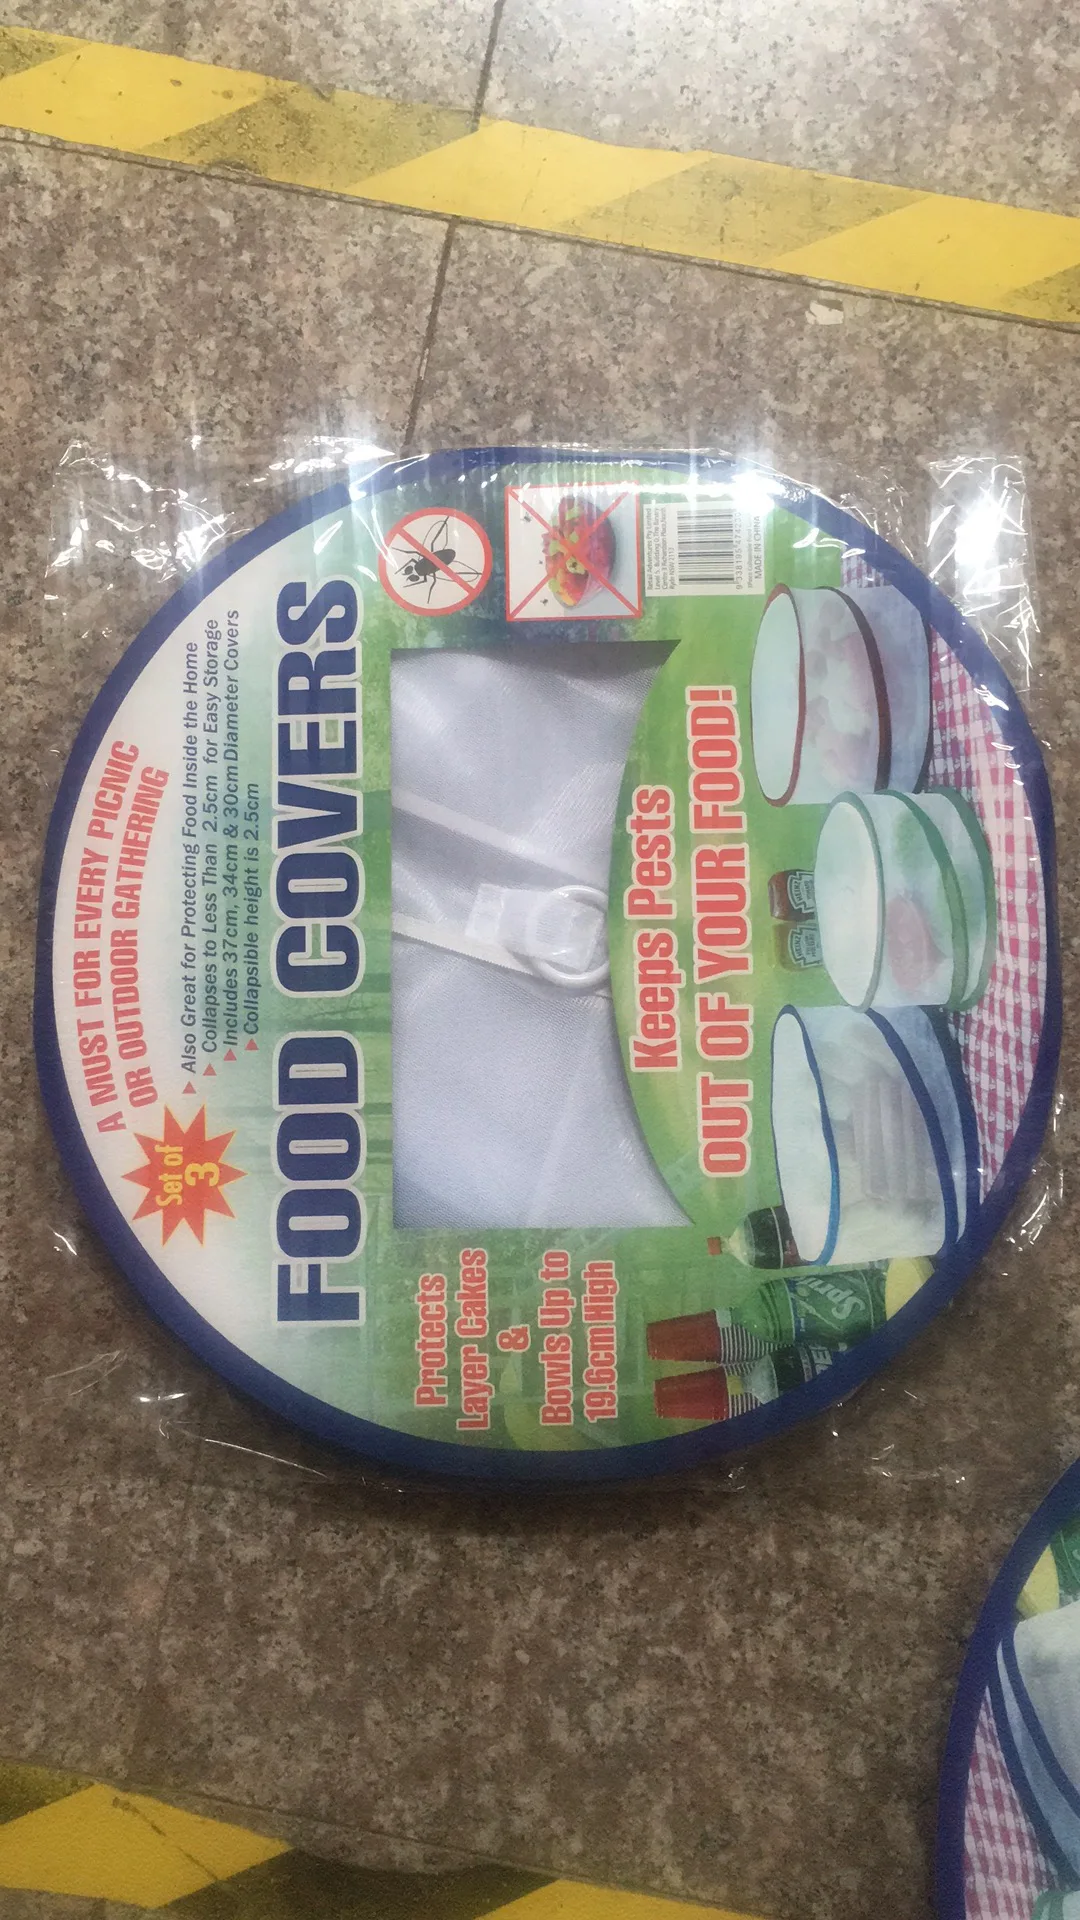 A MUST FOR EVERY PICNIC
OR OUTDOOR GATHERING
Set of
3
Also Great for Protecting Food Inside the Home
Collapses to Less Than 2.5cm for Easy Storage
Includes 37cm, 34cm & 30cm Diameter Covers
Collapsible height is 2.5cm
FOOD COVERS
Protects
Layer Cakes
&
Bowls Up to
19.6cm High
Keeps Pests
OUT OF YOUR FOOD!
MADE IN CHINA
Sprite